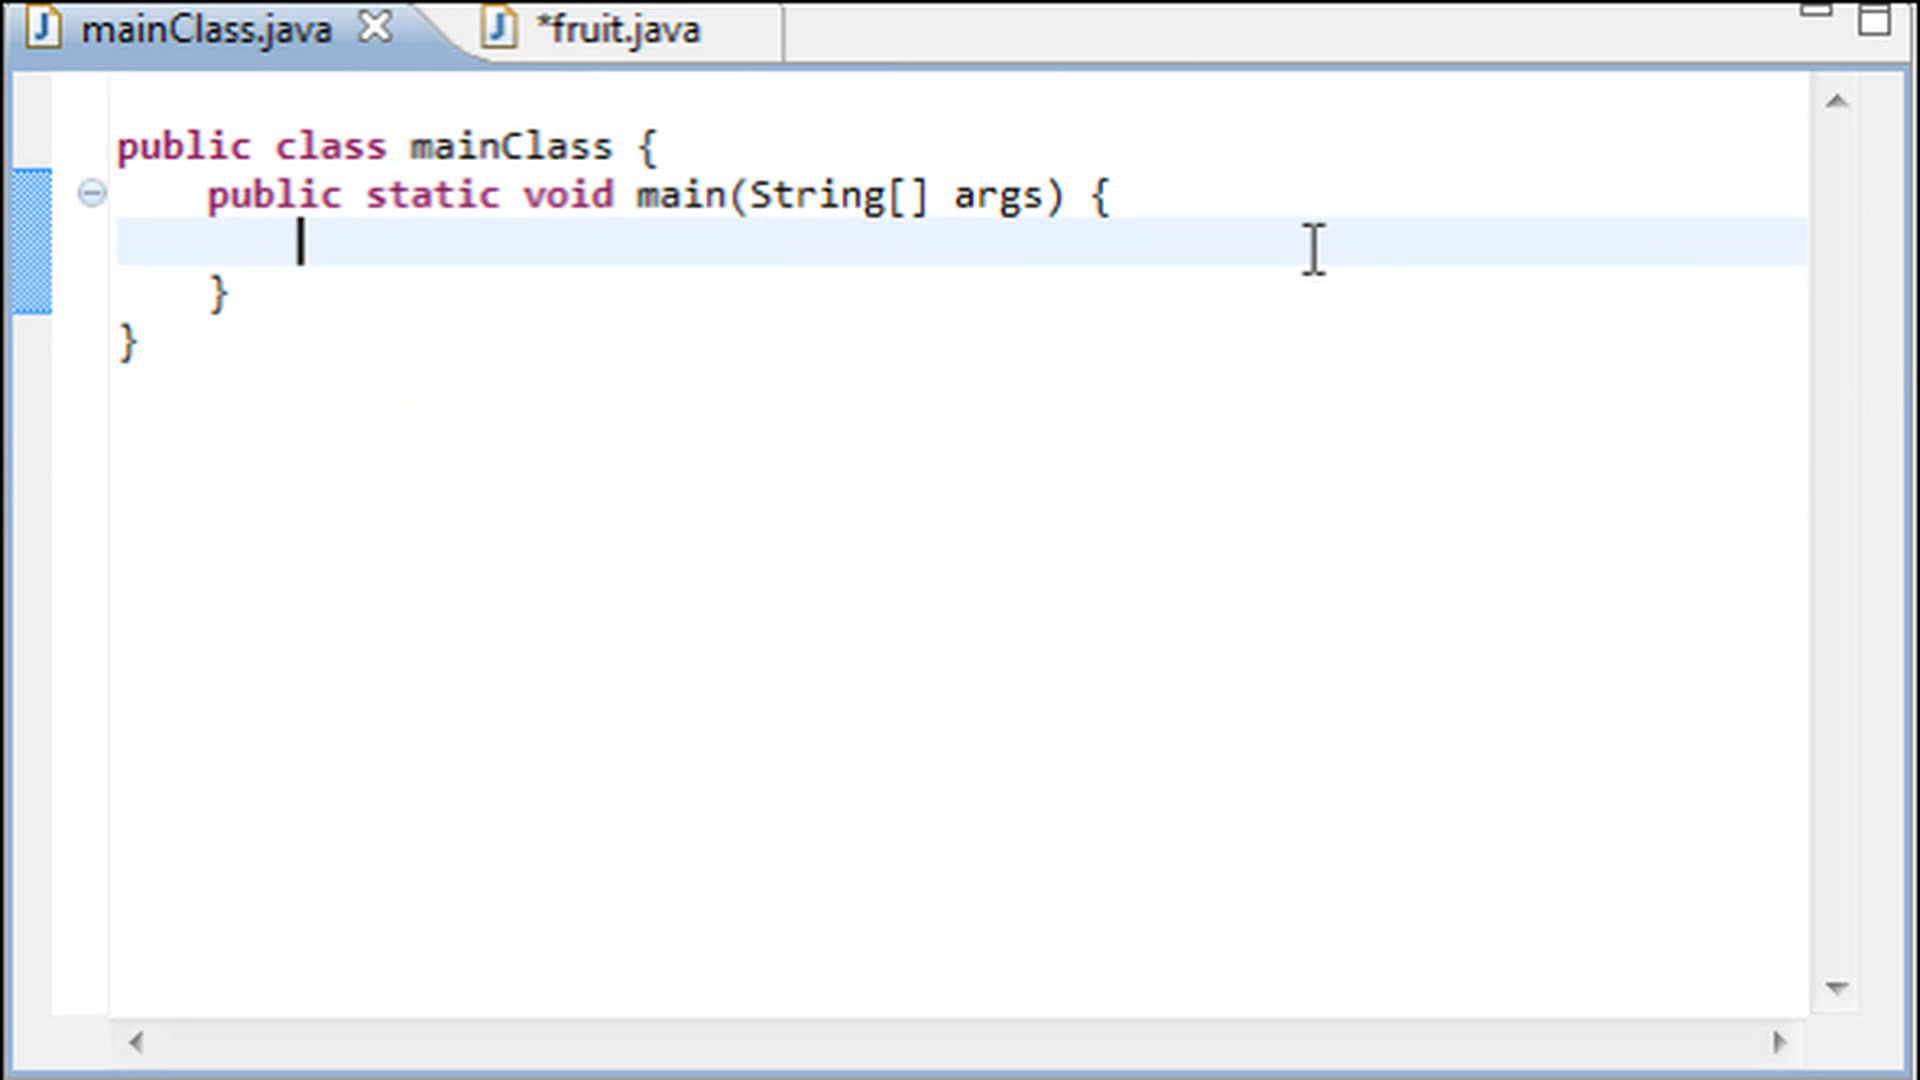 mainClass.java *fruit.java
public class mainClass {
public static void main(String[] args) {
}
}